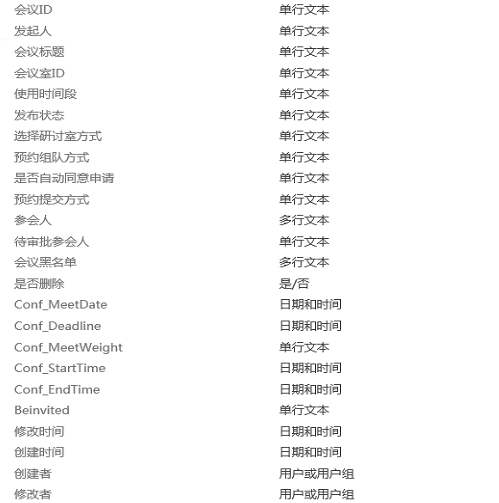 会议ID 单行文本
发起人 单行文本
会议标题 单行文本
会议室ID 单行文本
使用时间段 单行文本
发布状态 单行文本
选择研讨室方式 单行文本
预约组队方式 单行文本
是否自动同意申请 单行文本
预约提交方式 单行文本
参会人 多行文本
待审批参会人 单行文本
会议黑名单 多行文本
是否删除 是/否
Conf_MeetDate 日期和时间
Conf_Deadline 日期和时间
Conf_MeetWeight 单行文本
Conf_StartTime 日期和时间
Conf_EndTime 日期和时间
Beinvited 单行文本
修改时间 日期和时间
创建时间 日期和时间
创建者 用户或用户组
修改者 用户或用户组